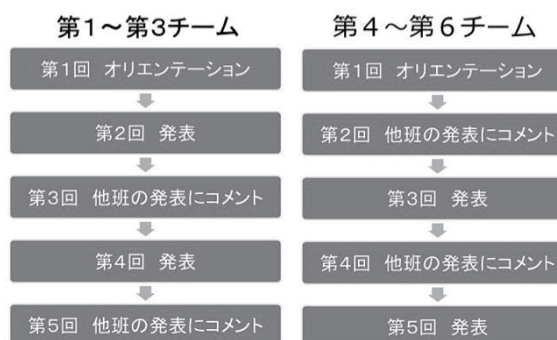 第1~第3チーム
第1回 オリエンテーション
第2回 発表
第3回 他班の発表にコメント
第4回 発表
第5回 他班の発表にコメント
第4~第6チーム
第1回 オリエンテーション
第2回 他班の発表にコメント
第3回 発表
第4回 他班の発表にコメント
第5回 発表